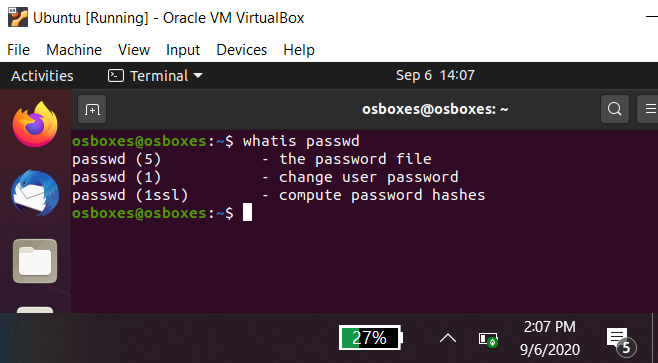 Ubuntu [Running] - Oracle VM VirtualBox
File Machine View Input Devices Help
Activities Terminal Sep 6 14:07
osboxes@osboxes: ~
osboxes@osboxes:~$ whatis passwd
passwd (5) - the password file
passwd (1) - change user password
passwd (1ssl) - compute password hashes
osboxes@osboxes:~$
27% 2:07 PM
9/6/2020 5